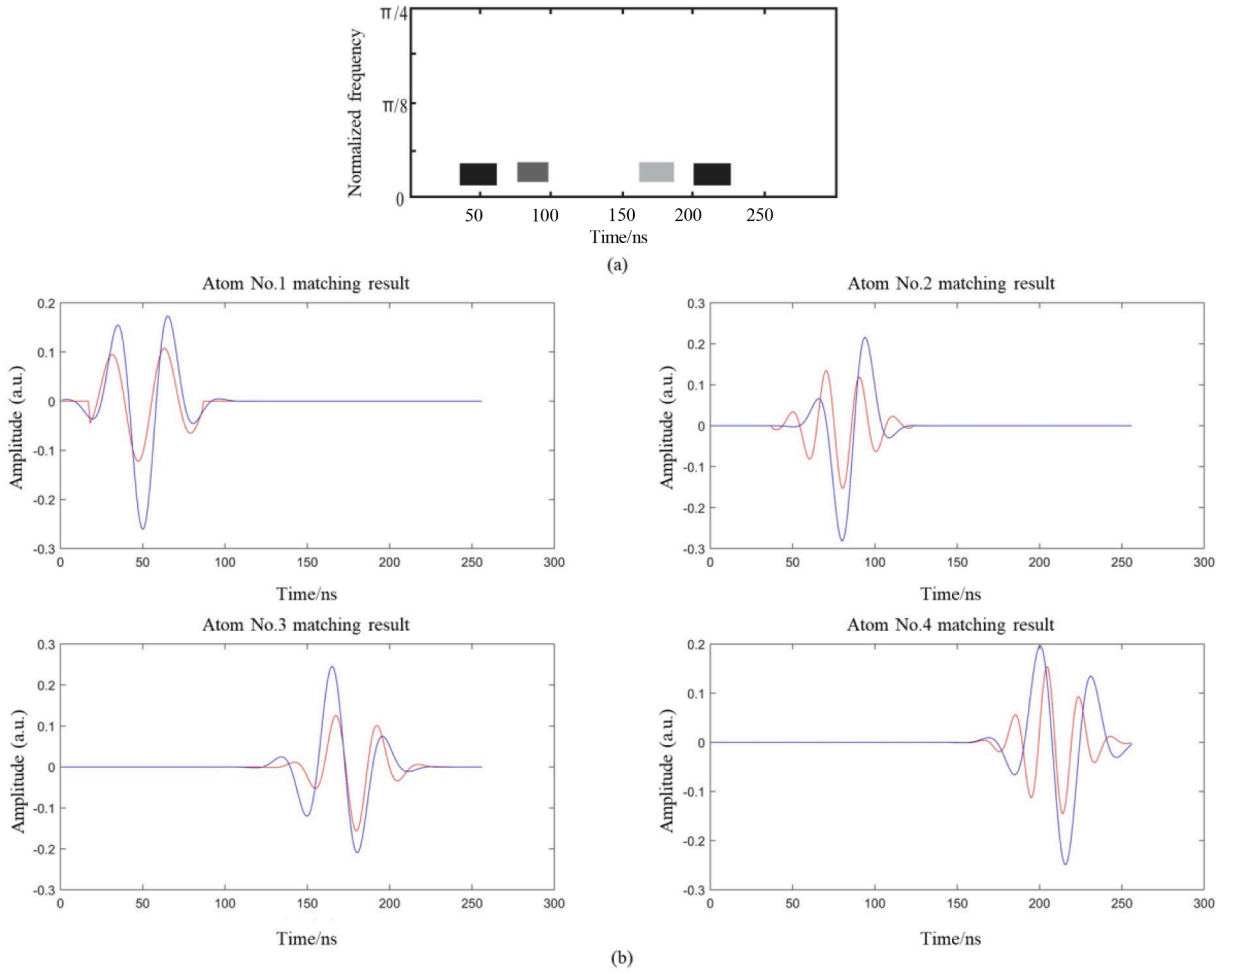 π/4
Normalized frequency
π/8
0
50 100 150 200 250
Time/ns
(a)
Atom No.1 matching result
0.2
0.1
0
-0.1
-0.2
-0.3
Amplitude (a.u.)
0 50 100 150 200 250 300
Time/ns
Atom No.2 matching result
0.3
0.2
0.1
0
-0.1
-0.2
-0.3
Amplitude (a.u.)
0 50 100 150 200 250 300
Time/ns
Atom No.3 matching result
0.3
0.2
0.1
0
-0.1
-0.2
-0.3
Amplitude (a.u.)
0 50 100 150 200 250 300
Time/ns
Atom No.4 matching result
0.2
0.1
0
-0.1
-0.2
-0.3
Amplitude (a.u.)
0 50 100 150 200 250 300
Time/ns
(b)